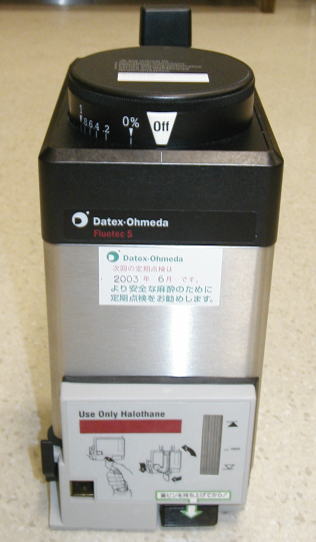 1 .8 .6 .4 .2 0% Off
Datex-Ohmeda
Fluotec 5
Datex-Ohmeda
次回の定期点検は
2003 年 6月 です。
より安全な麻酔のために
定期点検をお勧めします。
Use Only Halothane